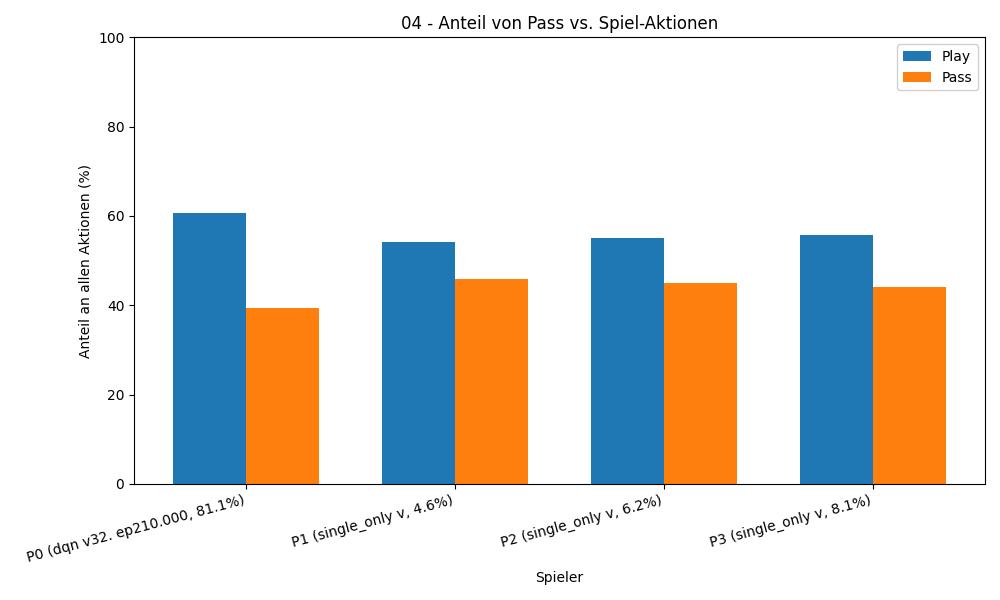 04 - Anteil von Pass vs. Spiel-Aktionen
Play
Pass
Anteil an allen Aktionen (%)
100
80
60
40
20
0
P0 (dqn v32. ep210.000, 81.1%)
P1 (single_only v, 4.6%)
P2 (single_only v, 6.2%)
P3 (single_only v, 8.1%)
Spieler